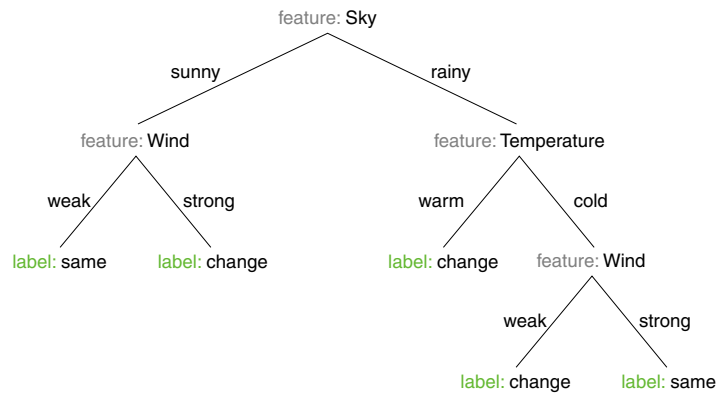 feature: Sky
sunny rainy
feature: Wind feature: Temperature
weak strong warm cold
label: same label: change label: change feature: Wind
weak strong
label: change label: same